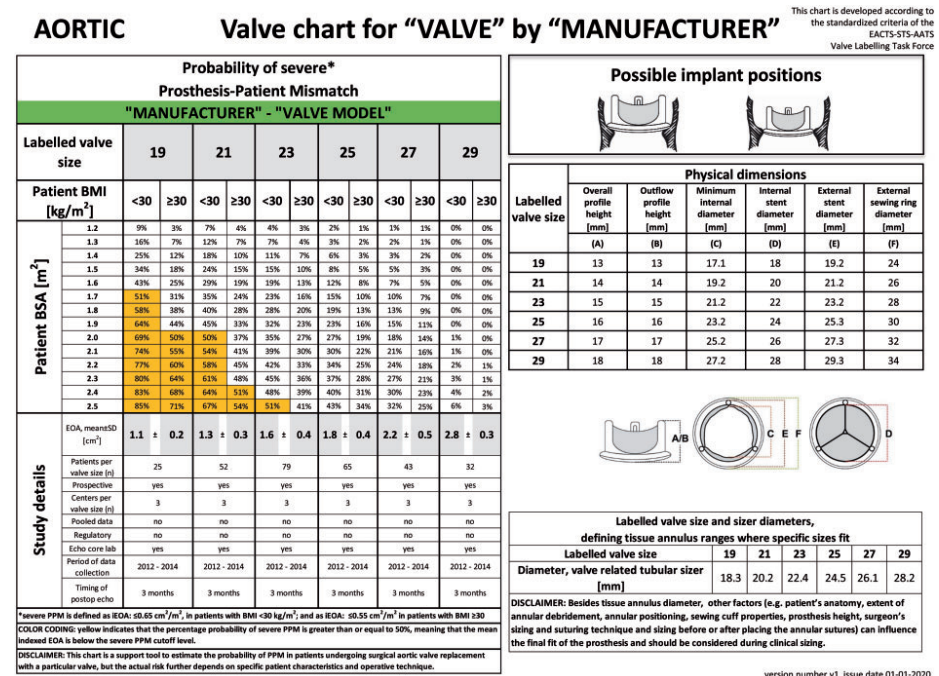 AORTIC
Valve chart for “VALVE” by “MANUFACTURER”
This chart is developed according to
the standardized criteria of the
EACTS-STS-AATS
Valve Labelling Task Force
Probability of severe*
Prosthesis-Patient Mismatch
"MANUFACTURER" - "VALVE MODEL"
Labelled valve size 19 21 23 25 27 29
Patient BMI [kg/m²] <30 ≥30 <30 ≥30 <30 ≥30 <30 ≥30 <30 ≥30 <30 ≥30
Patient BSA [m²]
1.2 9% 3% 7% 4% 4% 3% 2% 1% 1% 1% 0% 0%
1.3 16% 7% 12% 7% 7% 4% 3% 2% 2% 1% 0% 0%
1.4 25% 12% 18% 10% 11% 7% 6% 3% 3% 2% 0% 0%
1.5 34% 18% 24% 15% 15% 10% 8% 5% 5% 3% 0% 0%
1.6 43% 25% 29% 19% 19% 13% 12% 8% 7% 5% 0% 0%
1.7 51% 31% 35% 24% 23% 16% 15% 10% 10% 7% 0% 0%
1.8 58% 38% 40% 28% 28% 20% 19% 13% 13% 9% 0% 0%
1.9 64% 44% 45% 33% 32% 23% 23% 16% 15% 11% 0% 0%
2.0 69% 50% 50% 37% 35% 27% 27% 19% 18% 14% 1% 0%
2.1 74% 55% 54% 41% 39% 30% 30% 22% 21% 16% 1% 0%
2.2 77% 60% 58% 45% 42% 33% 34% 25% 24% 18% 2% 1%
2.3 80% 64% 61% 48% 45% 36% 37% 28% 27% 21% 3% 1%
2.4 83% 68% 64% 51% 48% 39% 40% 31% 30% 23% 4% 2%
2.5 85% 71% 67% 54% 51% 41% 43% 34% 32% 25% 6% 3%
Study details
EOA, mean±SD [cm²] 1.1 ± 0.2 1.3 ± 0.3 1.6 ± 0.4 1.8 ± 0.4 2.2 ± 0.5 2.8 ± 0.3
Patients per valve size (n) 25 52 79 65 43 32
Prospective yes yes yes yes yes yes
Centers per valve size (n) 3 3 3 3 3 3
Pooled data no no no no no no
Regulatory no no no no no no
Echo core lab yes yes yes yes yes yes
Period of data collection 2012 - 2014 2012 - 2014 2012 - 2014 2012 - 2014 2012 - 2014 2012 - 2014
Timing of postop echo 3 months 3 months 3 months 3 months 3 months 3 months
*severe PPM is defined as iEOA: ≤0.65 cm²/m², in patients with BMI <30 kg/m²; and as iEOA: ≤0.55 cm²/m² in patients with BMI ≥30
COLOR CODING: yellow indicates that the percentage probability of severe PPM is greater than or equal to 50%, meaning that the mean
indexed EOA is below the severe PPM cutoff level.
DISCLAIMER: This chart is a support tool to estimate the probability of PPM in patients undergoing surgical aortic valve replacement
with a particular valve, but the actual risk further depends on specific patient characteristics and operative technique.
Possible implant positions
Physical dimensions
Labelled valve size
Overall profile height [mm] Outflow profile height [mm] Minimum internal diameter [mm] Internal stent diameter [mm] External stent diameter [mm] External sewing ring diameter [mm]
(A) (B) (C) (D) (E) (F)
19 13 13 17.1 18 19.2 24
21 14 14 19.2 20 21.2 26
23 15 15 21.2 22 23.2 28
25 16 16 23.2 24 25.3 30
27 17 17 25.2 26 27.3 32
29 18 18 27.2 28 29.3 34
A/B C E F D
Labelled valve size and sizer diameters,
defining tissue annulus ranges where specific sizes fit
Labelled valve size 19 21 23 25 27 29
Diameter, valve related tubular sizer [mm] 18.3 20.2 22.4 24.5 26.1 28.2
DISCLAIMER: Besides tissue annulus diameter, other factors (e.g. patient's anatomy, extent of
annular debridement, annular positioning, sewing cuff properties, prosthesis height, surgeon's
sizing and suturing technique and sizing before or after placing the annular sutures) can influence
the final fit of the prosthesis and should be considered during clinical sizing.
version number v1, issue date 01-01-2020